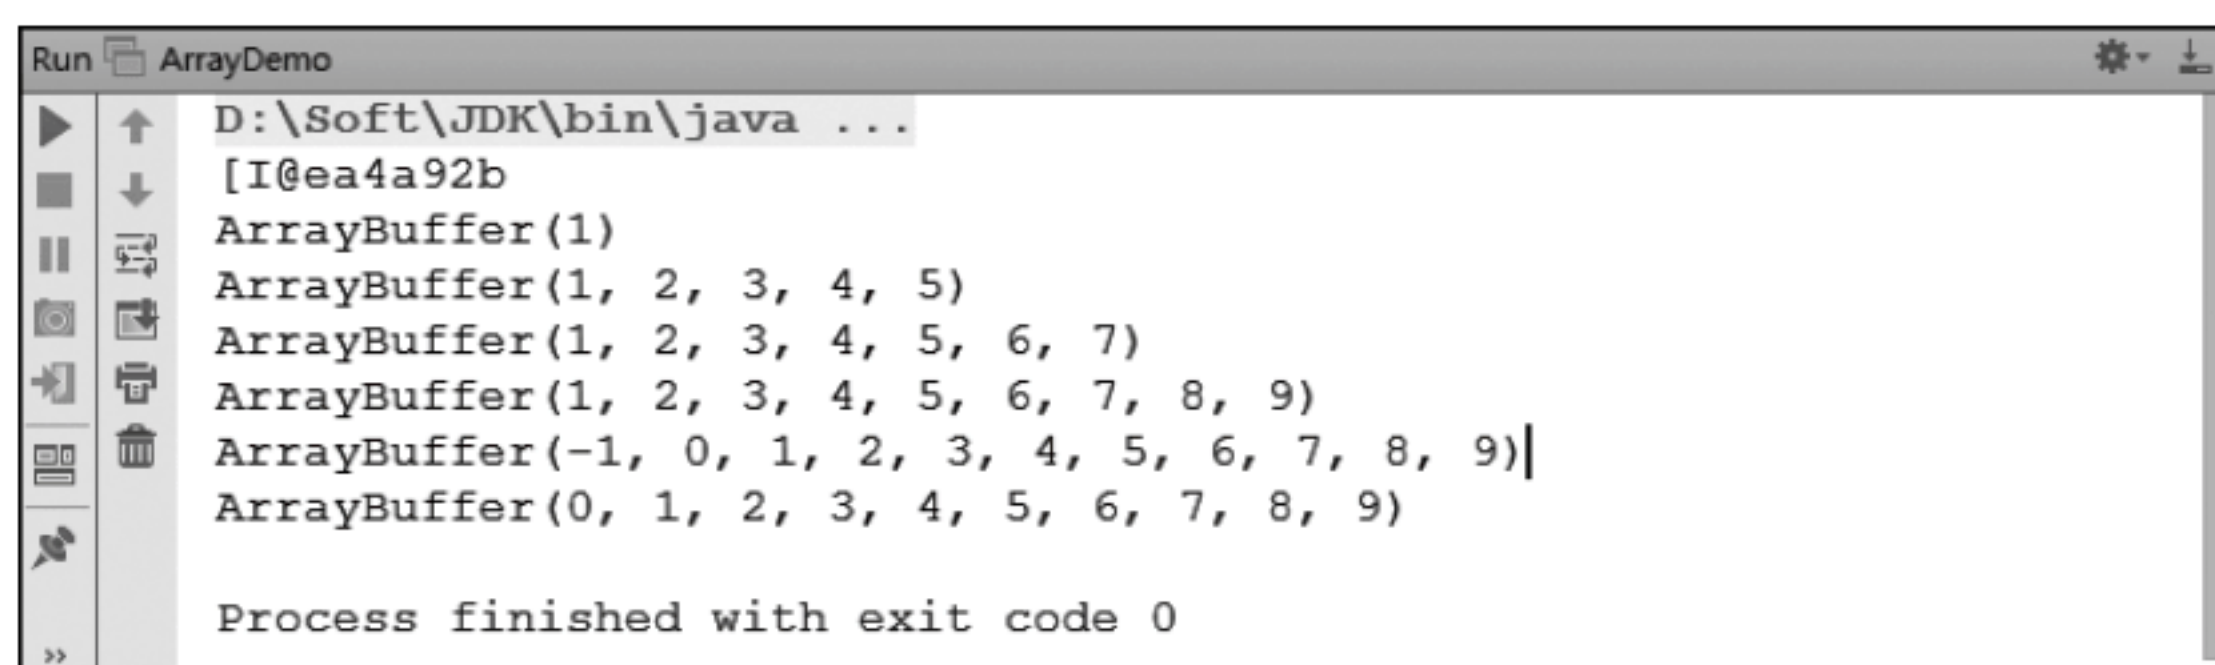 Run ArrayDemo
D:\Soft\JDK\bin\java ...
[I@ea4a92b
ArrayBuffer(1)
ArrayBuffer(1, 2, 3, 4, 5)
ArrayBuffer(1, 2, 3, 4, 5, 6, 7)
ArrayBuffer(1, 2, 3, 4, 5, 6, 7, 8, 9)
ArrayBuffer(-1, 0, 1, 2, 3, 4, 5, 6, 7, 8, 9)
ArrayBuffer(0, 1, 2, 3, 4, 5, 6, 7, 8, 9)
Process finished with exit code 0